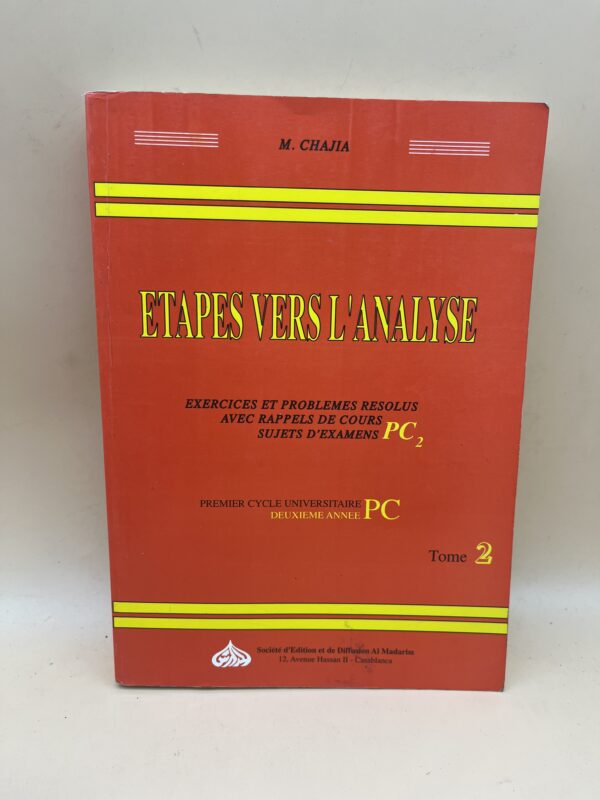 M. CHAJIA
ETAPES VERS L'ANALYSE
EXERCICES ET PROBLEMES RESOLUS
AVEC RAPPELS DE COURS
SUJETS D'EXAMENS PC2
PREMIER CYCLE UNIVERSITAIRE
DEUXIEME ANNEE PC
Tome 2
Société d'Edition et de Diffusion Al Madariss
12, Avenue Hassan II - Casablanca